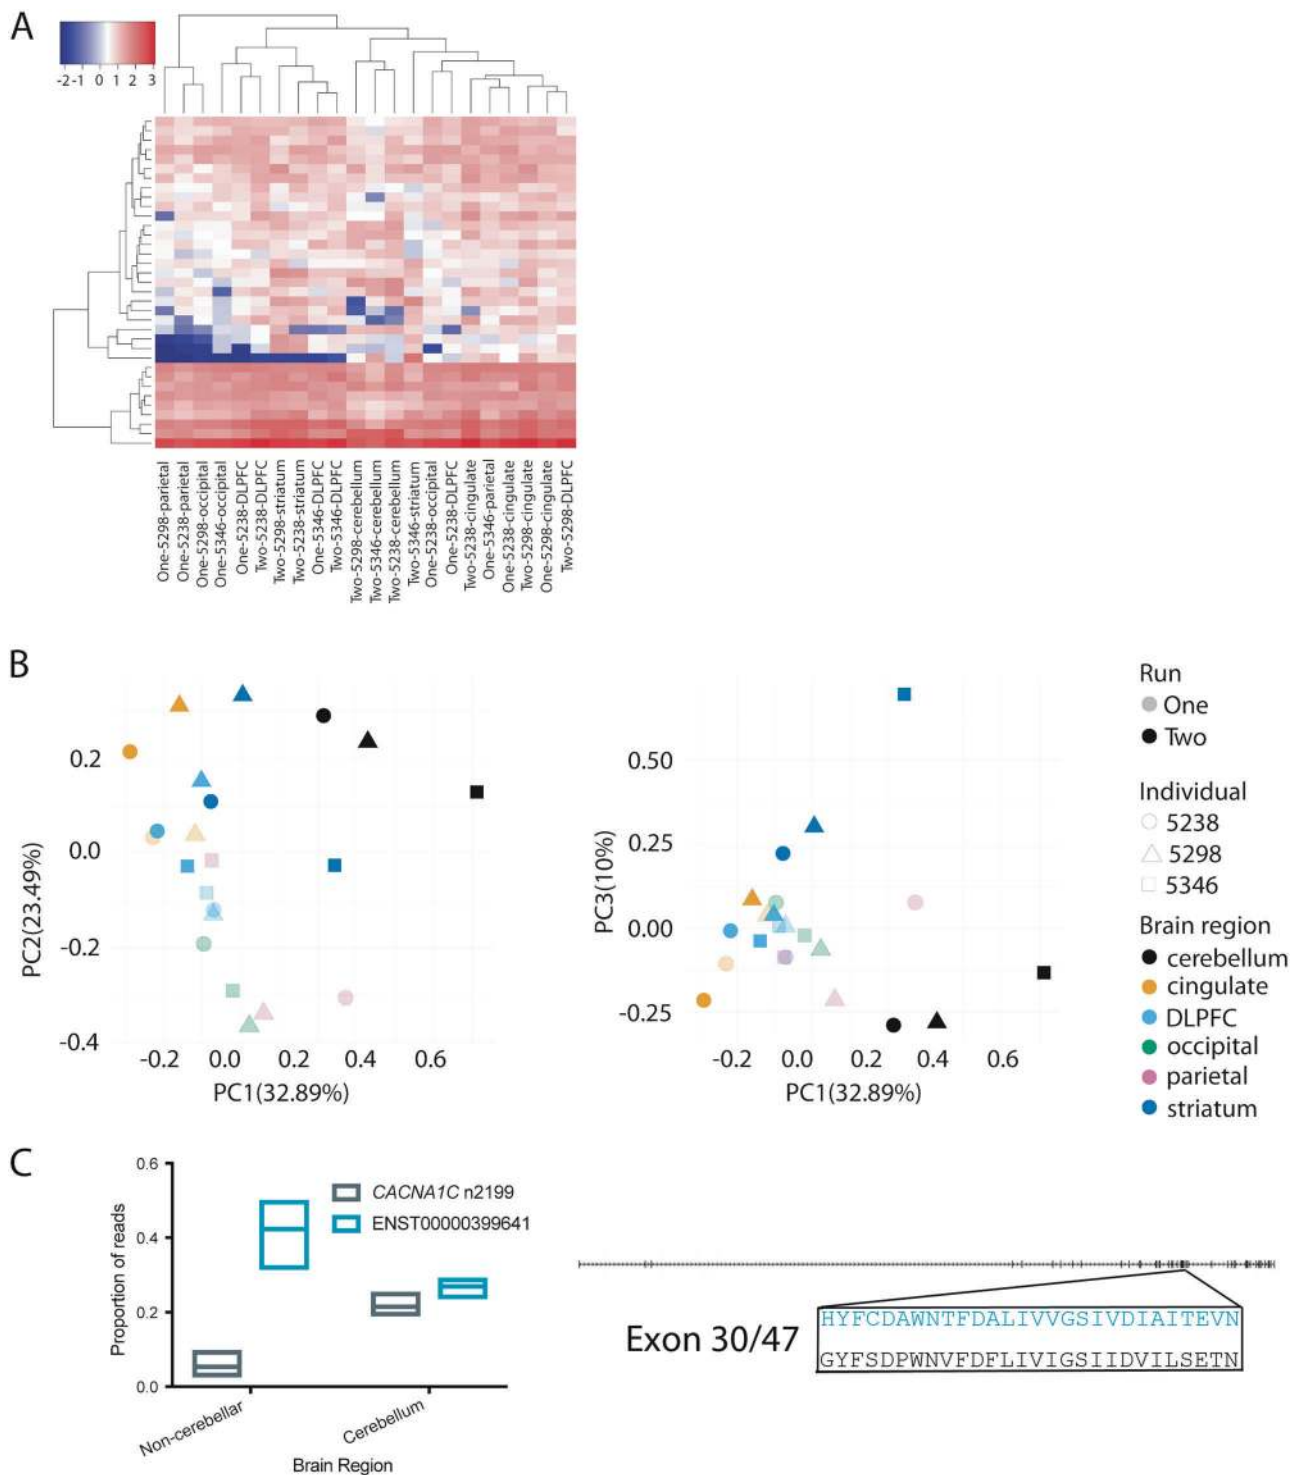 A
-2 -1 0 1 2 3
One-5298-parietal
One-5238-parietal
One-5298-occipital
One-5346-occipital
One-5238-DLPFC
Two-5238-DLPFC
Two-5298-striatum
Two-5238-striatum
One-5346-DLPFC
Two-5346-DLPFC
Two-5298-cerebellum
Two-5346-cerebellum
Two-5238-cerebellum
Two-5346-striatum
One-5238-occipital
One-5238-DLPFC
Two-5238-cingulate
One-5346-parietal
One-5238-cingulate
Two-5298-cingulate
One-5298-cingulate
Two-5298-DLPFC
B
PC2(23.49%)
0.2
0.0
-0.2
-0.4
-0.2 0.0 0.2 0.4 0.6
PC1(32.89%)
PC3(10%)
0.50
0.25
0.00
-0.25
-0.2 0.0 0.2 0.4 0.6
PC1(32.89%)
Run
One
Two
Individual
5238
5298
5346
Brain region
cerebellum
cingulate
DLPFC
occipital
parietal
striatum
C
Proportion of reads
0.6
0.4
0.2
0.0
CACNA1C n2199
ENST00000399641
Non-cerebellar
Cerebellum
Brain Region
Exon 30/47
HYFCDAWNTFDALIVVGSIVDIAITEVN
GYFSDPWNVFDFLIVIGSIIDVILSETN